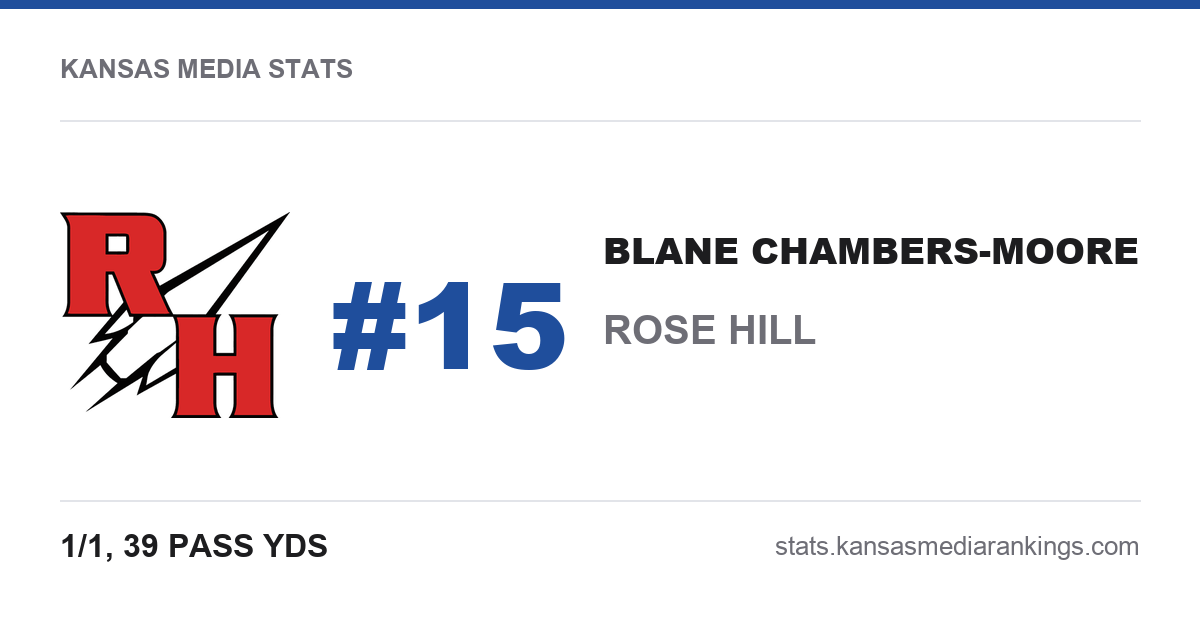 KANSAS MEDIA STATS
RH
#15
BLANE CHAMBERS-MOORE
ROSE HILL
1/1, 39 PASS YDS
stats.kansasmediarankings.com